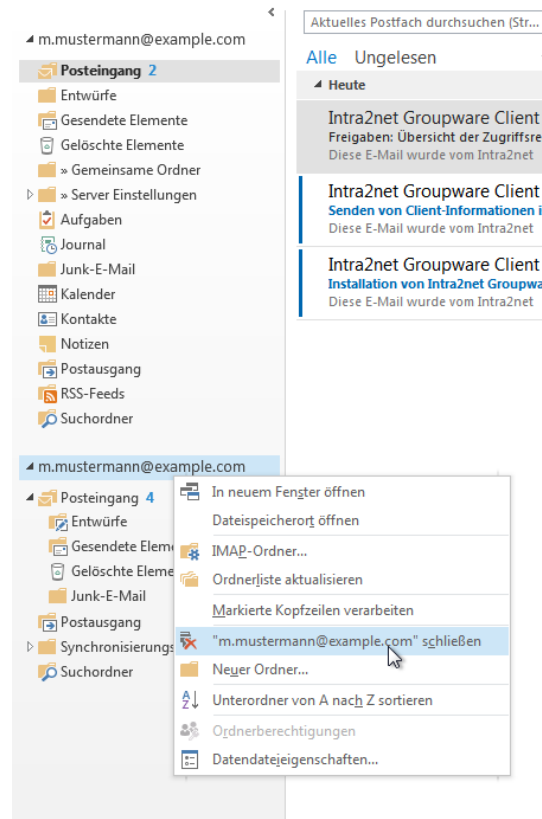 m.mustermann@example.com
Posteingang 2
Entwürfe
Gesendete Elemente
Gelöschte Elemente
» Gemeinsame Ordner
» Server Einstellungen
Aufgaben
Journal
Junk-E-Mail
Kalender
Kontakte
Notizen
Postausgang
RSS-Feeds
Suchordner
m.mustermann@example.com
Posteingang 4
Entwürfe
Gesendete Eleme
Gelöschte Eleme
Junk-E-Mail
Postausgang
Synchronisierungs
Suchordner
Aktuelles Postfach durchsuchen (Str...
Alle Ungelesen
Heute
Intra2net Groupware Client
Freigaben: Übersicht der Zugriffsre
Diese E-Mail wurde vom Intra2net
Intra2net Groupware Client
Senden von Client-Informationen i
Diese E-Mail wurde vom Intra2net
Intra2net Groupware Client
Installation von Intra2net Groupwa
Diese E-Mail wurde vom Intra2net
In neuem Fenster öffnen
Dateispeicherort öffnen
IMAP-Ordner...
Ordnerliste aktualisieren
Markierte Kopfzeilen verarbeiten
"m.mustermann@example.com" schließen
Neuer Ordner...
Unterordner von A nach Z sortieren
Ordnerberechtigungen
Datendateieigenschaften...